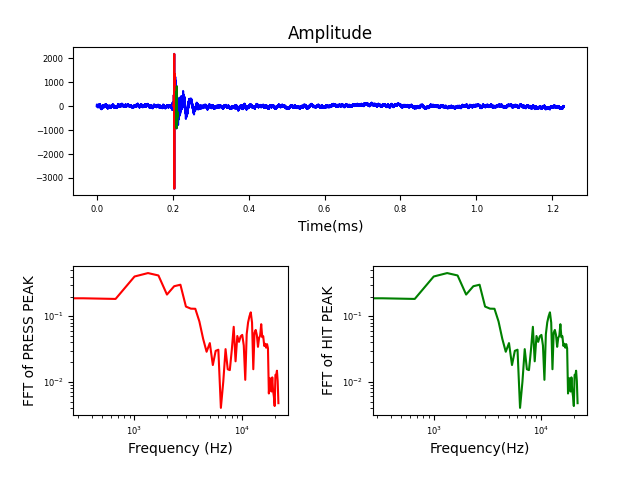 Amplitude
2000
1000
0
−1000
−2000
−3000
0.0 0.2 0.4 0.6 0.8 1.0 1.2
Time(ms)
FFT of PRESS PEAK
10⁻¹
10⁻²
10³ 10⁴
Frequency (Hz)
FFT of HIT PEAK
10⁻¹
10⁻²
10³ 10⁴
Frequency(Hz)